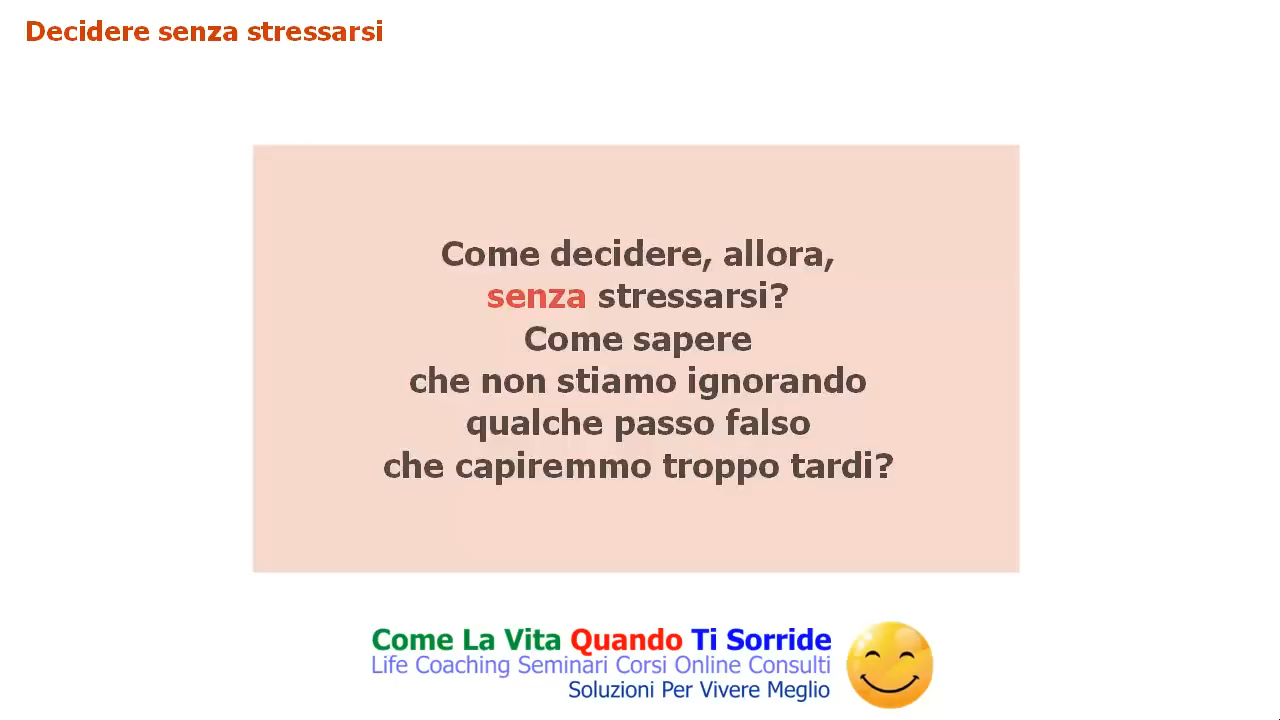 Decidere senza stressarsi
Come decidere, allora,
senza stressarsi?
Come sapere
che non stiamo ignorando
qualche passo falso
che capiremmo troppo tardi?
Come La Vita Quando Ti Sorride
Life Coaching Seminari Corsi Online Consulti
Soluzioni Per Vivere Meglio